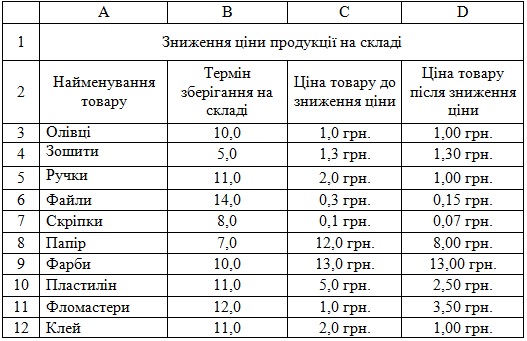 A B C D
1 Зниження ціни продукції на складі
2 Найменування товару Термін зберігання на складі Ціна товару до зниження ціни Ціна товару після зниження ціни
3 Олівці 10,0 1,0 грн. 1,00 грн.
4 Зошити 5,0 1,3 грн. 1,30 грн.
5 Ручки 11,0 2,0 грн. 1,00 грн.
6 Файли 14,0 0,3 грн. 0,15 грн.
7 Скріпки 8,0 0,1 грн. 0,07 грн.
8 Папір 7,0 12,0 грн. 8,00 грн.
9 Фарби 10,0 13,0 грн. 13,00 грн.
10 Пластилін 11,0 5,0 грн. 2,50 грн.
11 Фломастери 12,0 1,0 грн. 3,50 грн.
12 Клей 11,0 2,0 грн. 1,00 грн.